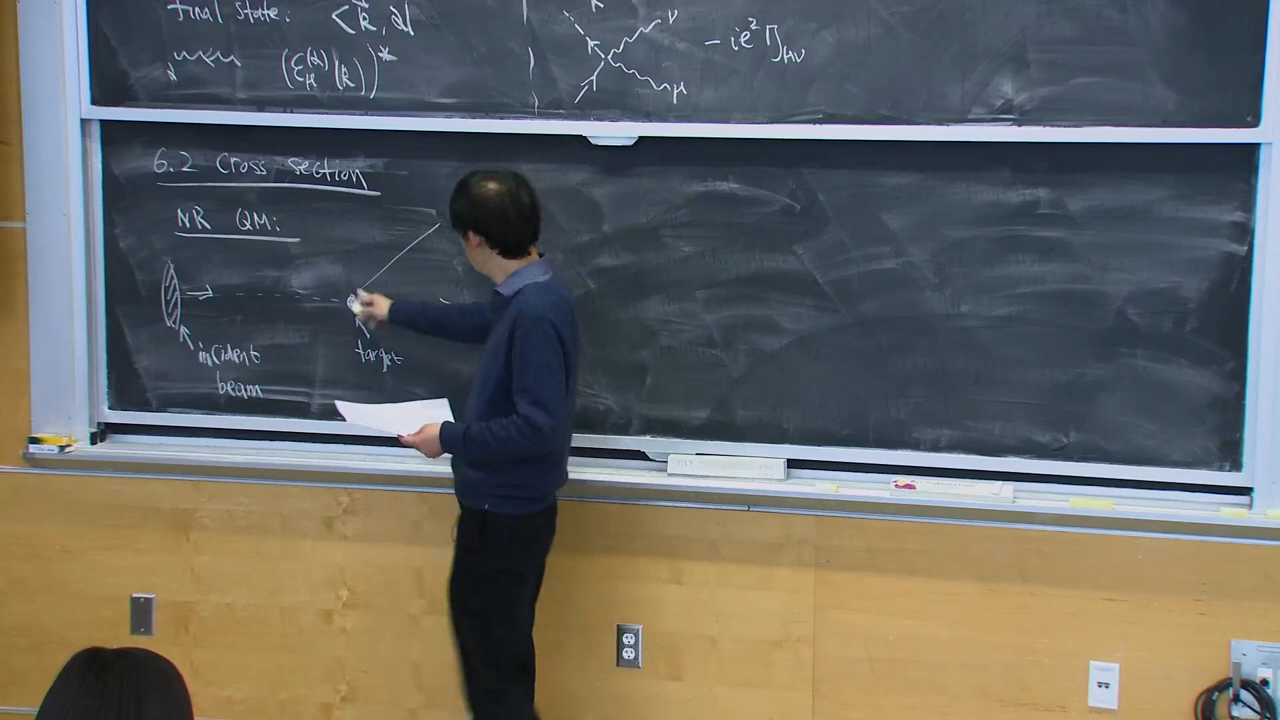 final state: <k, α|
k
ν
(ε_μ^(α)(k))*
-ie² η_μν
μ
6.2 Cross section
NR QM:
incident
beam
target